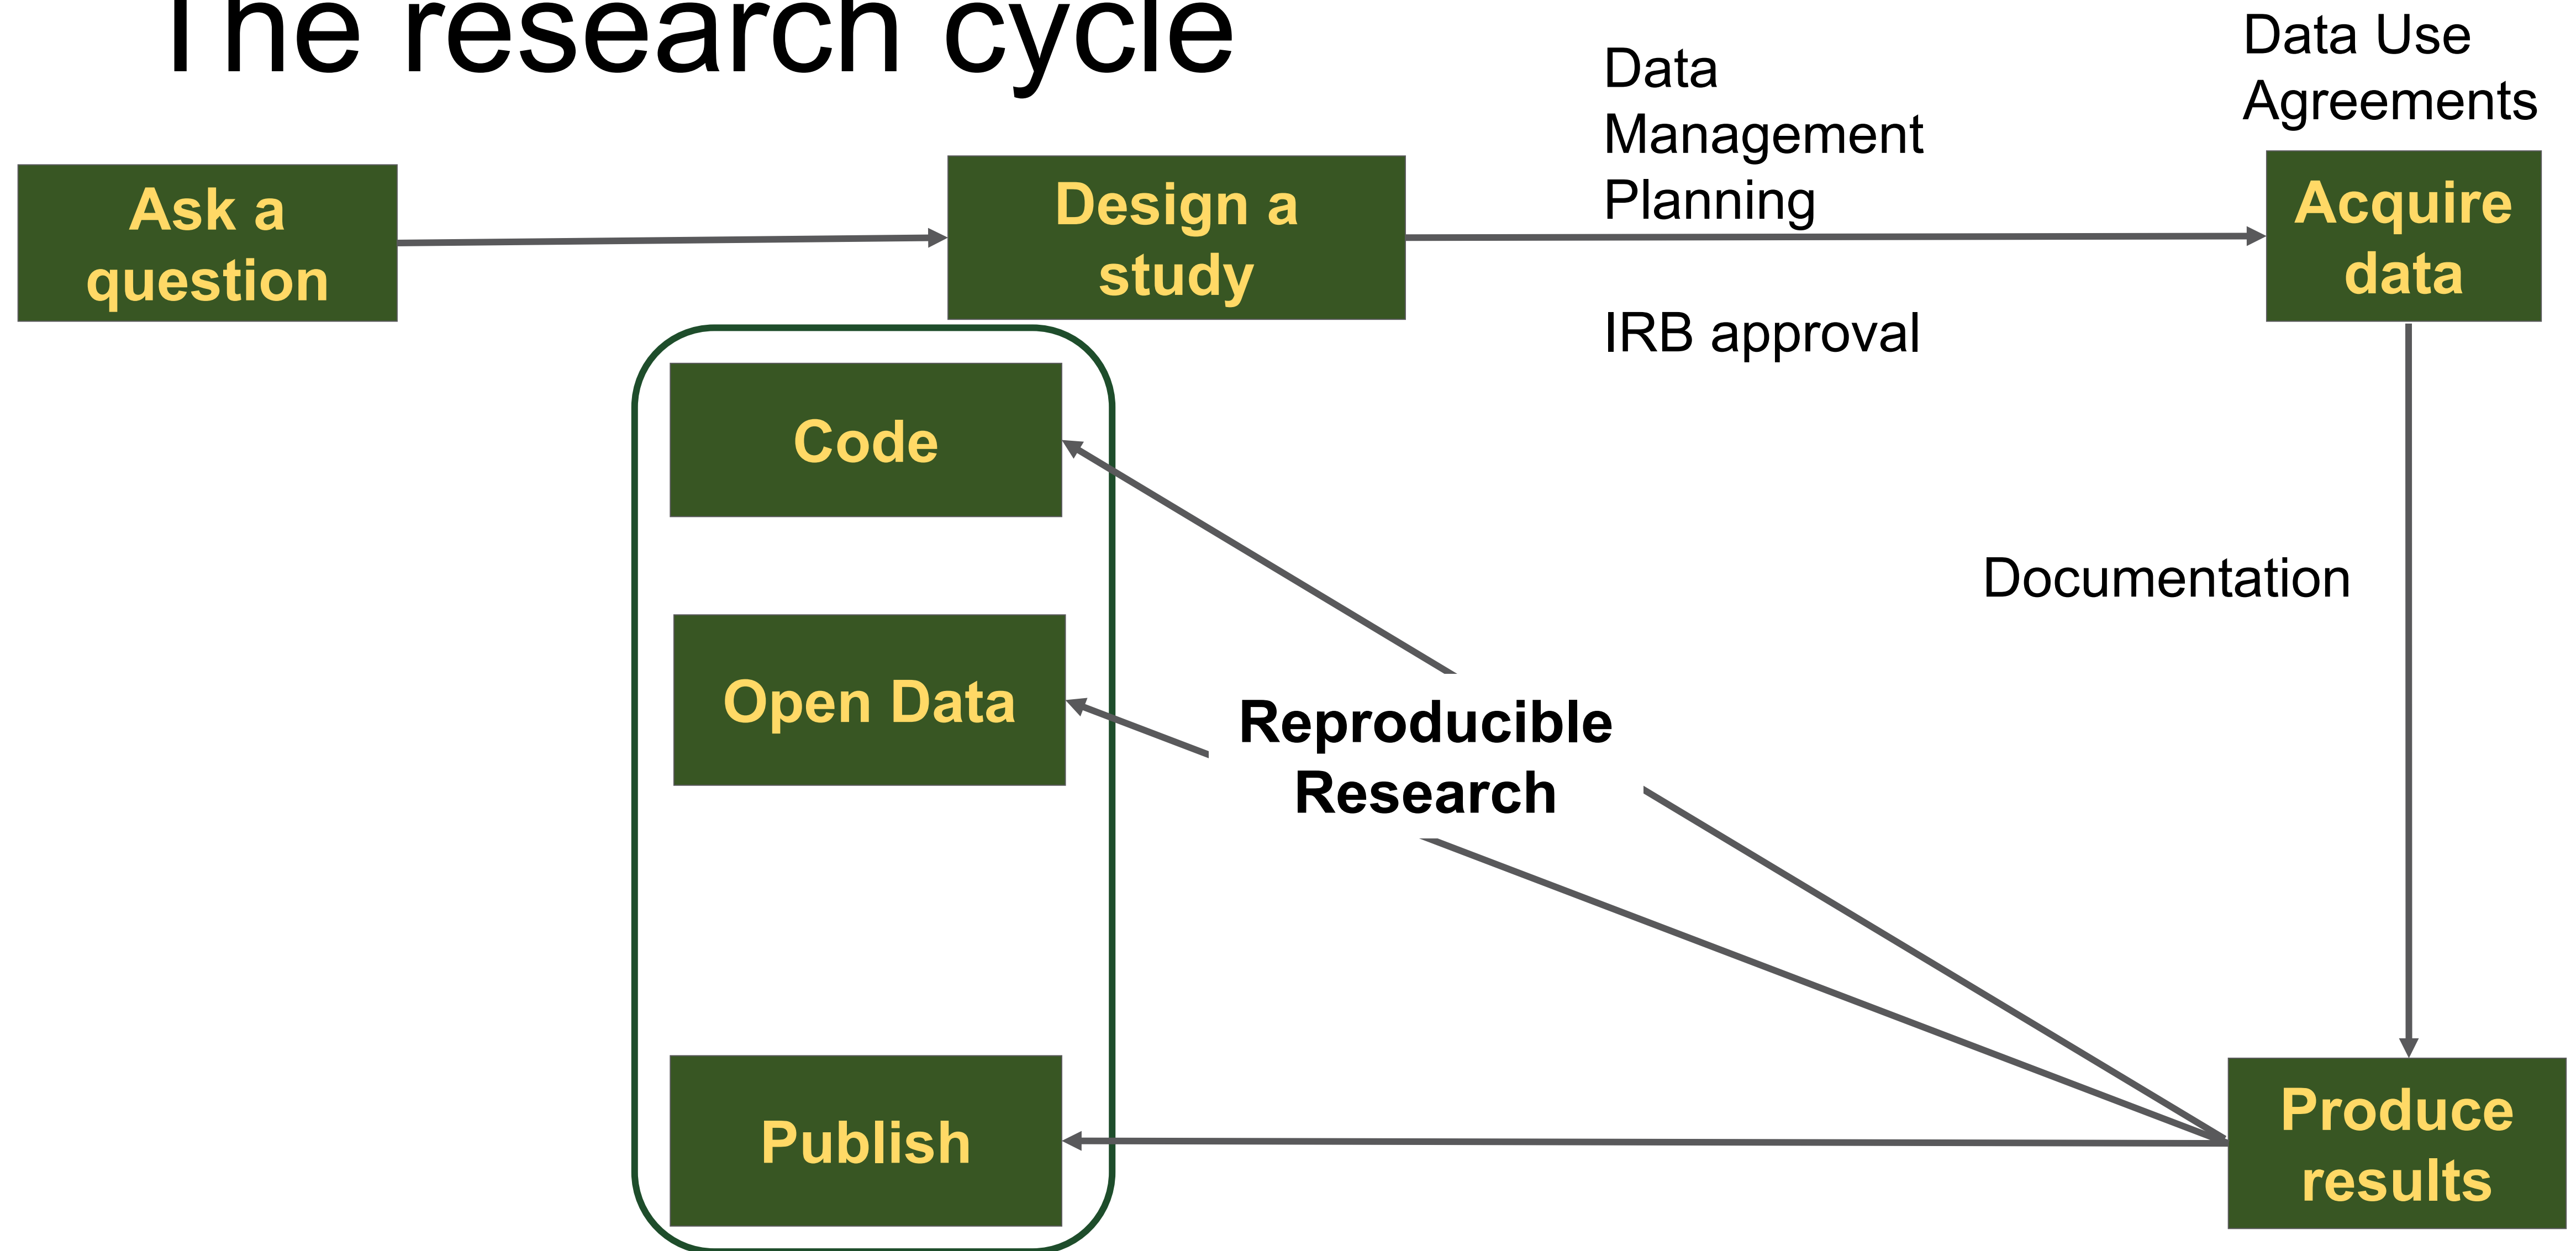 The research cycle
Data Use
Agreements
Data
Management
Planning
Ask a
question
Design a
study
Acquire
data
IRB approval
Code
Documentation
Open Data
Reproducible
Research
Publish
Produce
results